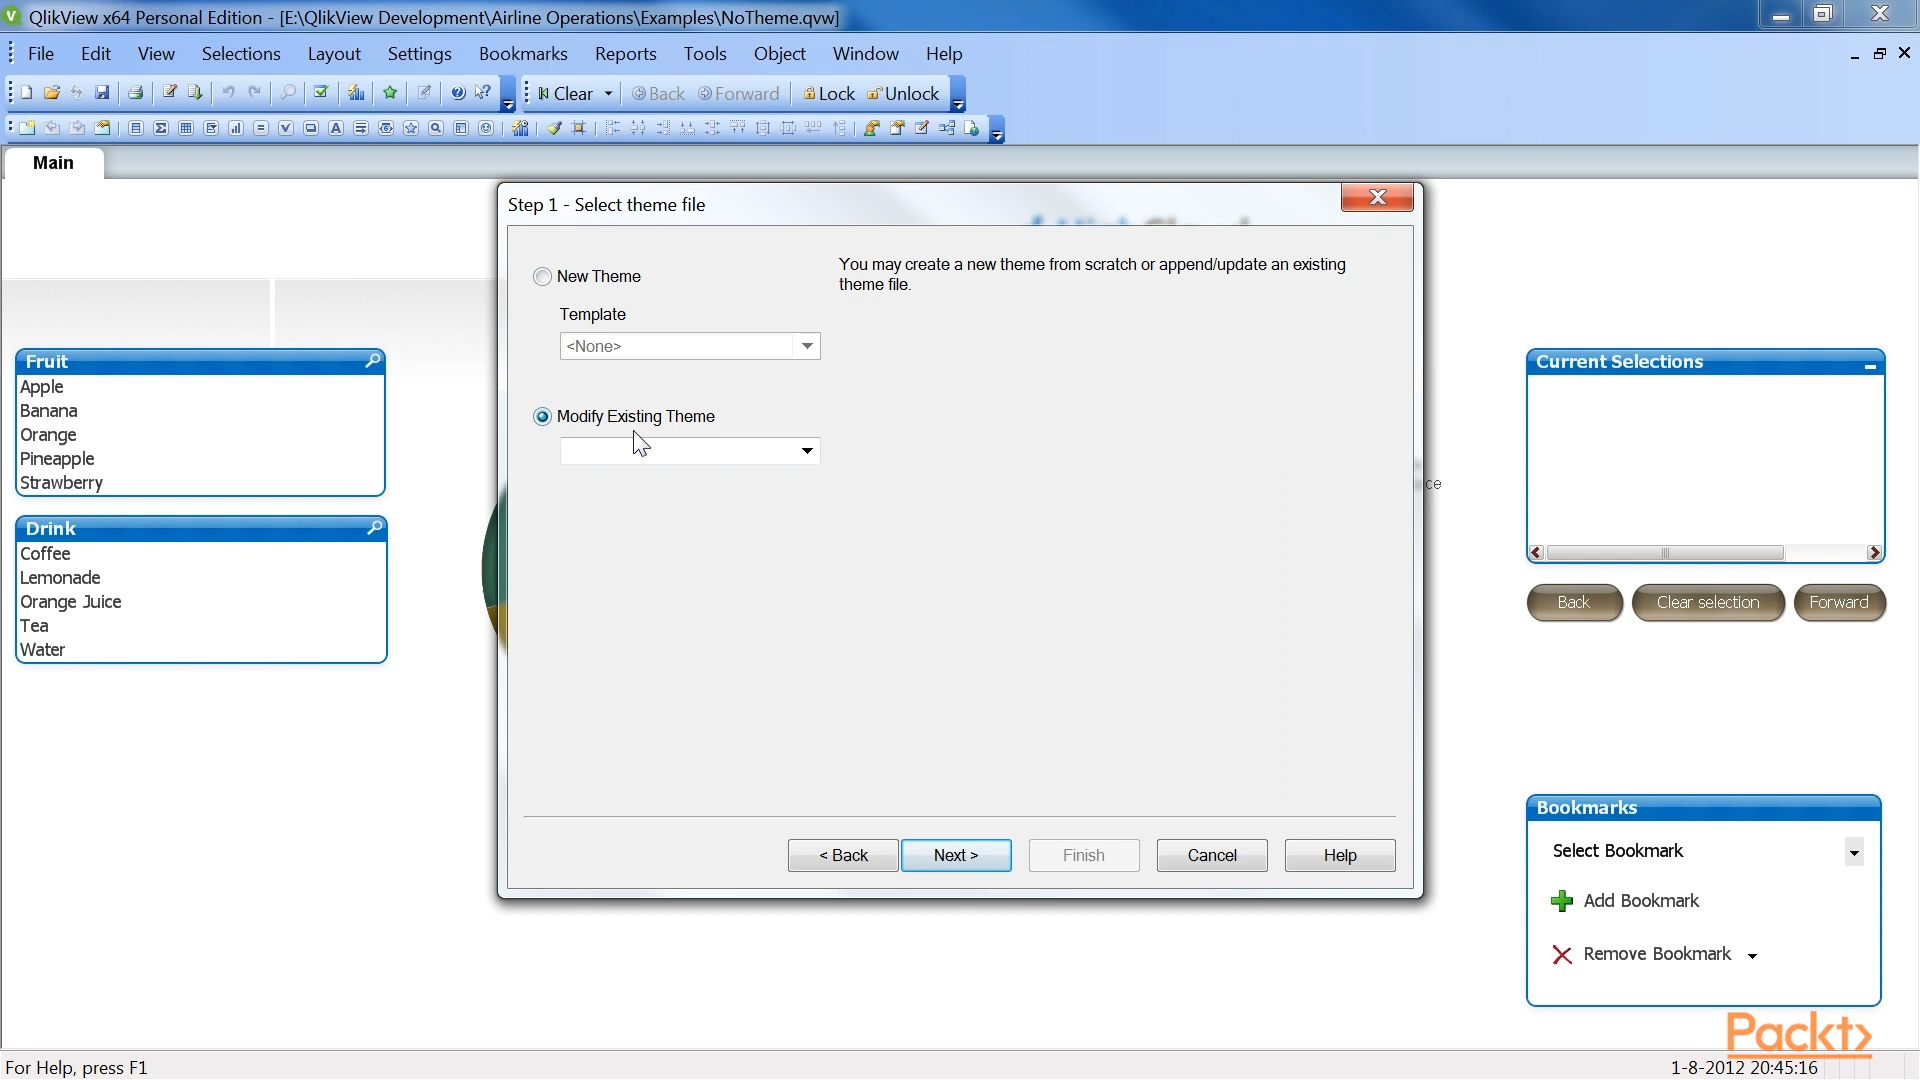 QlikView x64 Personal Edition - [E:\QlikView Development\Airline Operations\Examples\NoTheme.qvw]
File Edit View Selections Layout Settings Bookmarks Reports Tools Object Window Help
Clear Back Forward Lock Unlock
Main
Step 1 - Select theme file
New Theme
You may create a new theme from scratch or append/update an existing
theme file.
Template
<None>
Modify Existing Theme
Fruit
Apple
Banana
Orange
Pineapple
Strawberry
Drink
Coffee
Lemonade
Orange Juice
Tea
Water
Current Selections
ce
Back Clear selection Forward
Bookmarks
Select Bookmark
Add Bookmark
Remove Bookmark
< Back Next > Finish Cancel Help
Packt>
For Help, press F1
1-8-2012 20:45:16